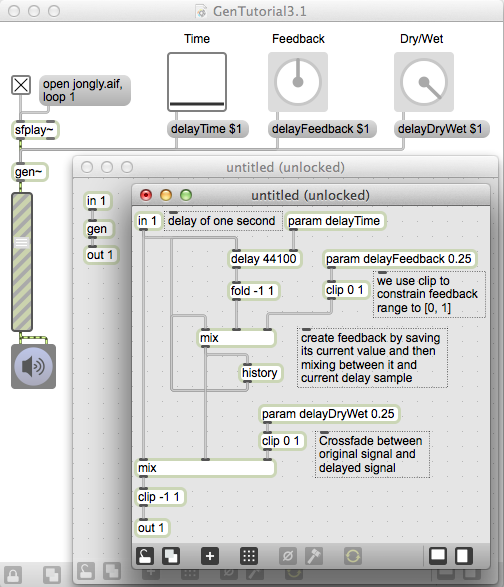 GenTutorial3.1
Time
Feedback
Dry/Wet
open jongly.aif,
loop 1
sfplay~
delayTime $1
delayFeedback $1
delayDryWet $1
gen~
untitled (unlocked)
in 1
gen
out 1
untitled (unlocked)
in 1
delay of one second
param delayTime
delay 44100
param delayFeedback 0.25
fold -1 1
clip 0 1
we use clip to
constrain feedback
range to [0, 1]
mix
create feedback by saving
its current value and then
mixing between it and
current delay sample
history
param delayDryWet 0.25
clip 0 1
Crossfade between
original signal and
delayed signal
mix
clip -1 1
out 1